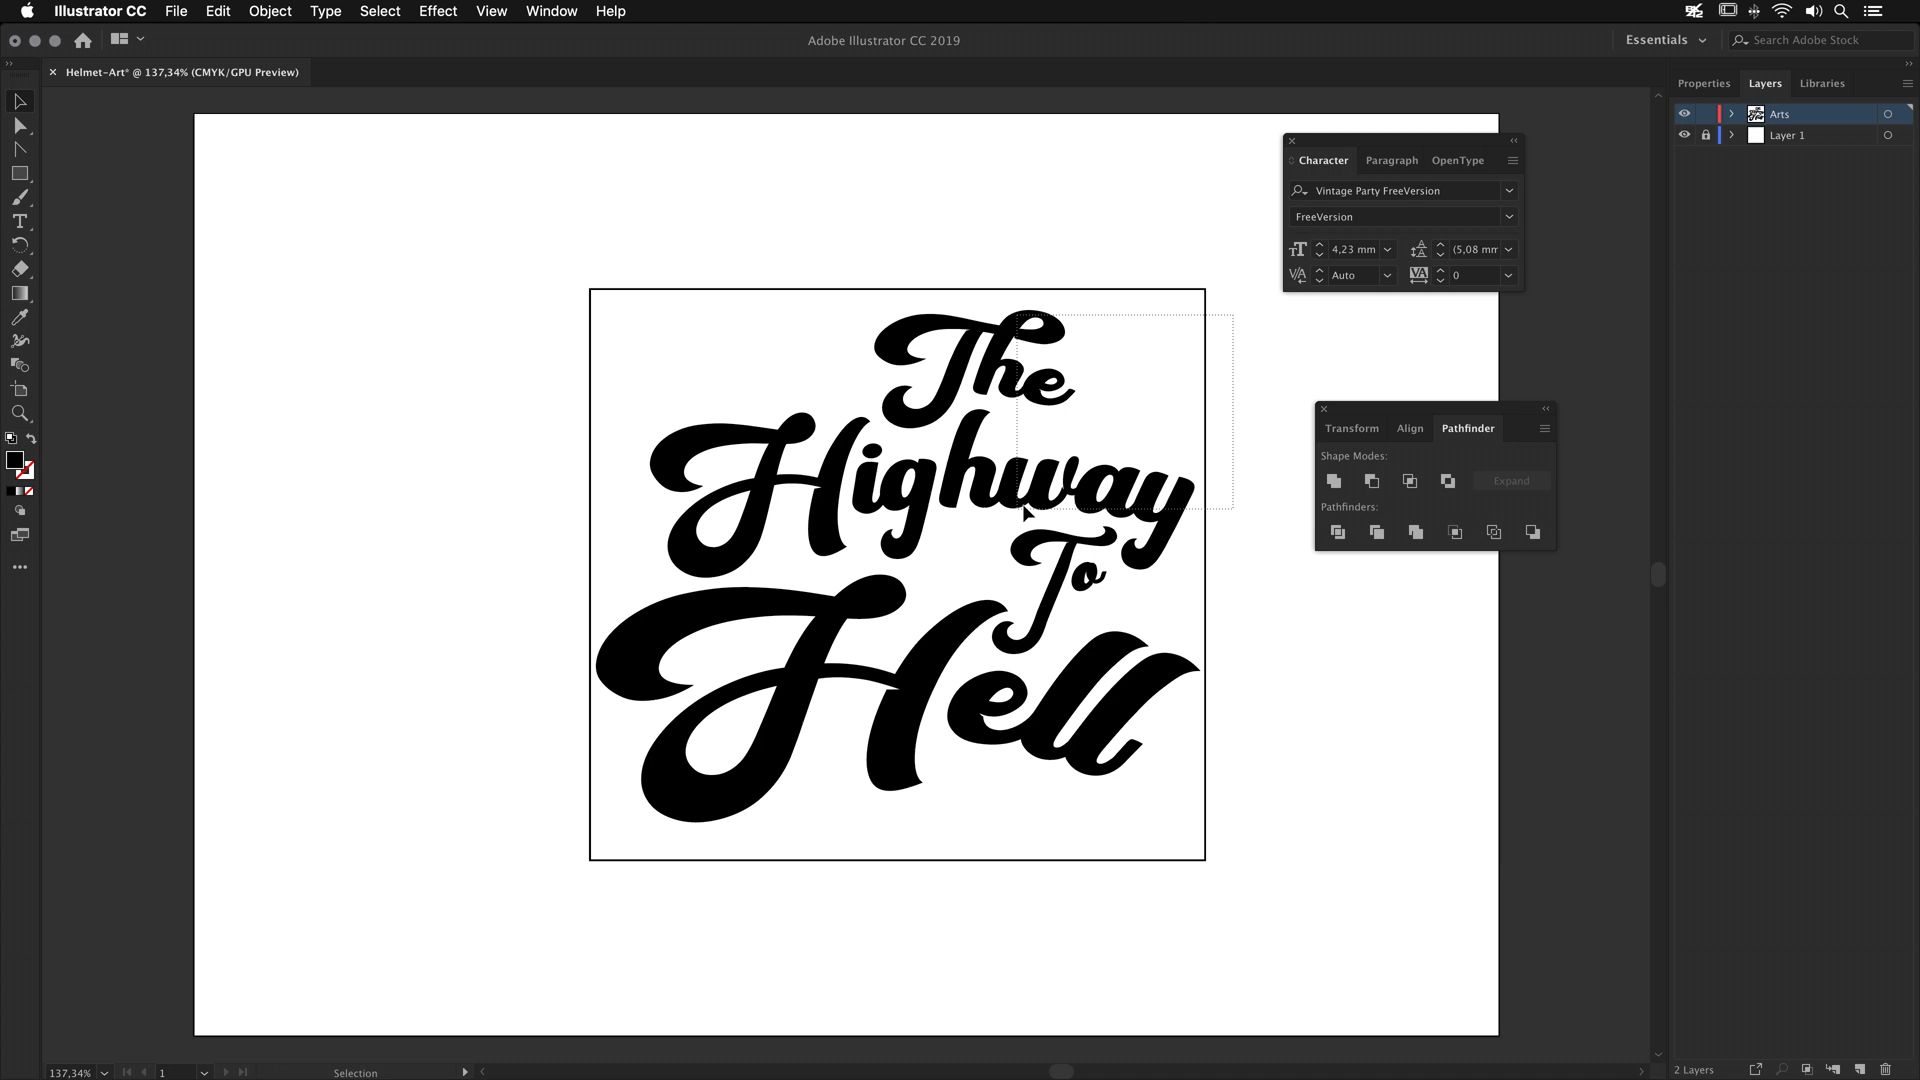 Illustrator CC File Edit Object Type Select Effect View Window Help
Adobe Illustrator CC 2019
Essentials
Search Adobe Stock
Helmet-Art* @ 137,34% (CMYK/GPU Preview)
Properties Layers Libraries
Arts
Layer 1
Character Paragraph OpenType
Vintage Party FreeVersion
FreeVersion
4,23 mm (5,08 mm
Auto 0
Transform Align Pathfinder
Shape Modes:
Expand
Pathfinders:
The
Highway
To
Hell
137,34% 1 Selection
2 Layers